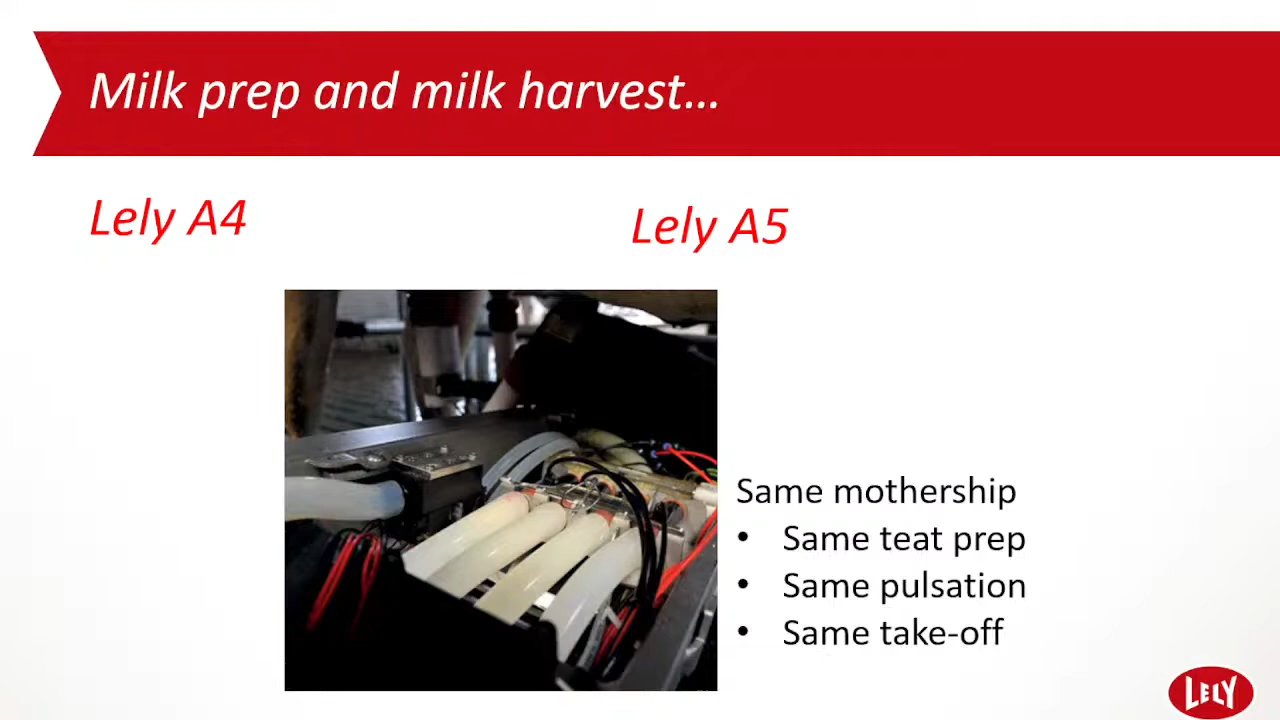 Milk prep and milk harvest…
Lely A4
Lely A5
Same mothership
• Same teat prep
• Same pulsation
• Same take-off
LELY